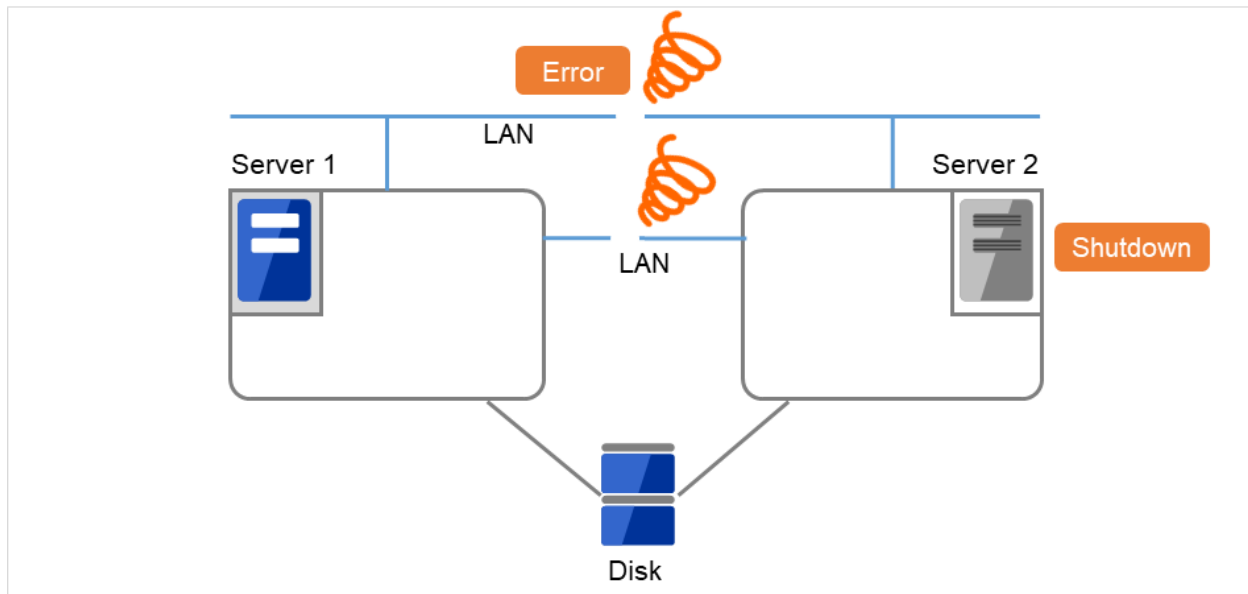 Error
LAN
Server 1
Server 2
Shutdown
LAN
Disk